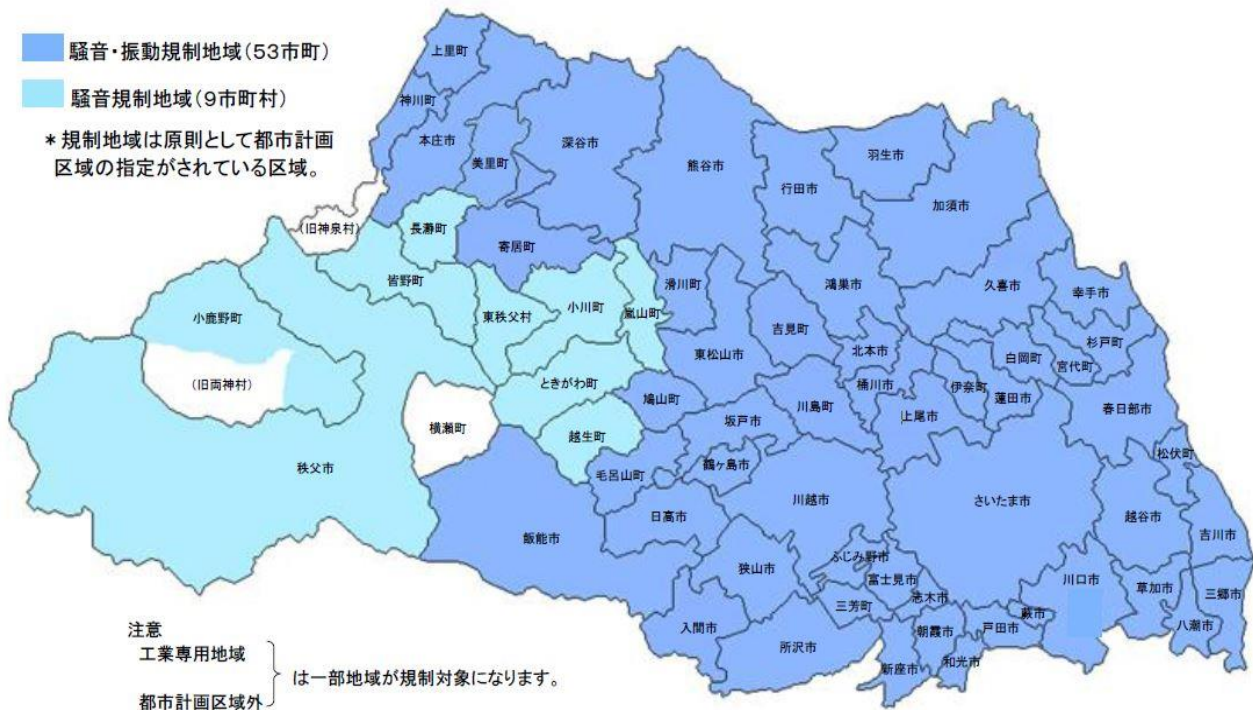 騒音・振動規制地域(53市町)
騒音規制地域(9市町村)
＊規制地域は原則として都市計画
区域の指定がされている区域。
上里町
神川町
本庄市
美里町
深谷市
熊谷市
行田市
羽生市
加須市
(旧神泉村)
長瀞町
寄居町
皆野町
東秩父村
小川町
嵐山町
滑川町
吉見町
鴻巣市
久喜市
幸手市
小鹿野町
(旧両神村)
東松山市
北本市
白岡町
杉戸町
宮代町
ときがわ町
鳩山町
川島町
桶川市
伊奈町
蓮田市
春日部市
横瀬町
越生町
坂戸市
上尾市
秩父市
毛呂山町
鶴ヶ島市
松伏町
川越市
さいたま市
越谷市
吉川市
日高市
飯能市
狭山市
ふじみ野市
富士見市
志木市
川口市
草加市
三郷市
三芳町
蕨市
八潮市
入間市
所沢市
朝霞市
戸田市
新座市
和光市
注意
工業専用地域
は一部地域が規制対象になります。
都市計画区域外